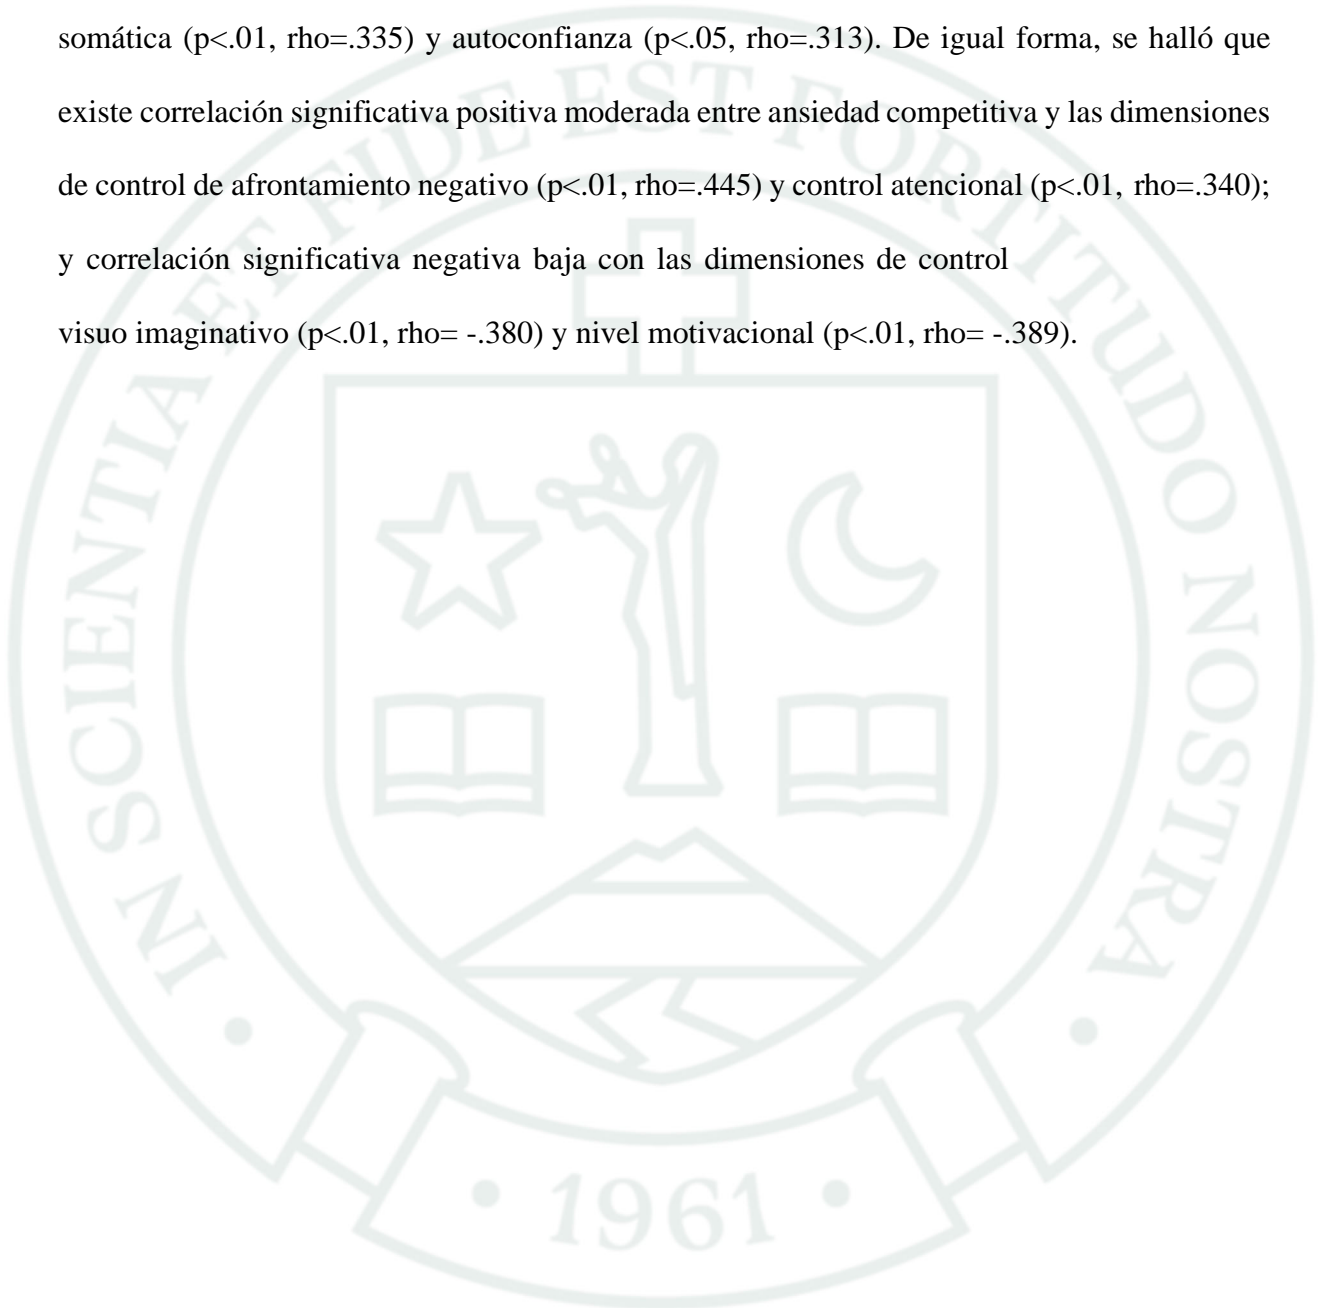 somática (p<.01, rho=.335) y autoconfianza (p<.05, rho=.313). De igual forma, se halló que
existe correlación significativa positiva moderada entre ansiedad competitiva y las dimensiones
de control de afrontamiento negativo (p<.01, rho=.445) y control atencional (p<.01, rho=.340);
y correlación significativa negativa baja con las dimensiones de control
visuo imaginativo (p<.01, rho= -.380) y nivel motivacional (p<.01, rho= -.389).
IN SCIENTIA ET FIDE EST FORTITUDO NOSTRA
• 1961 •